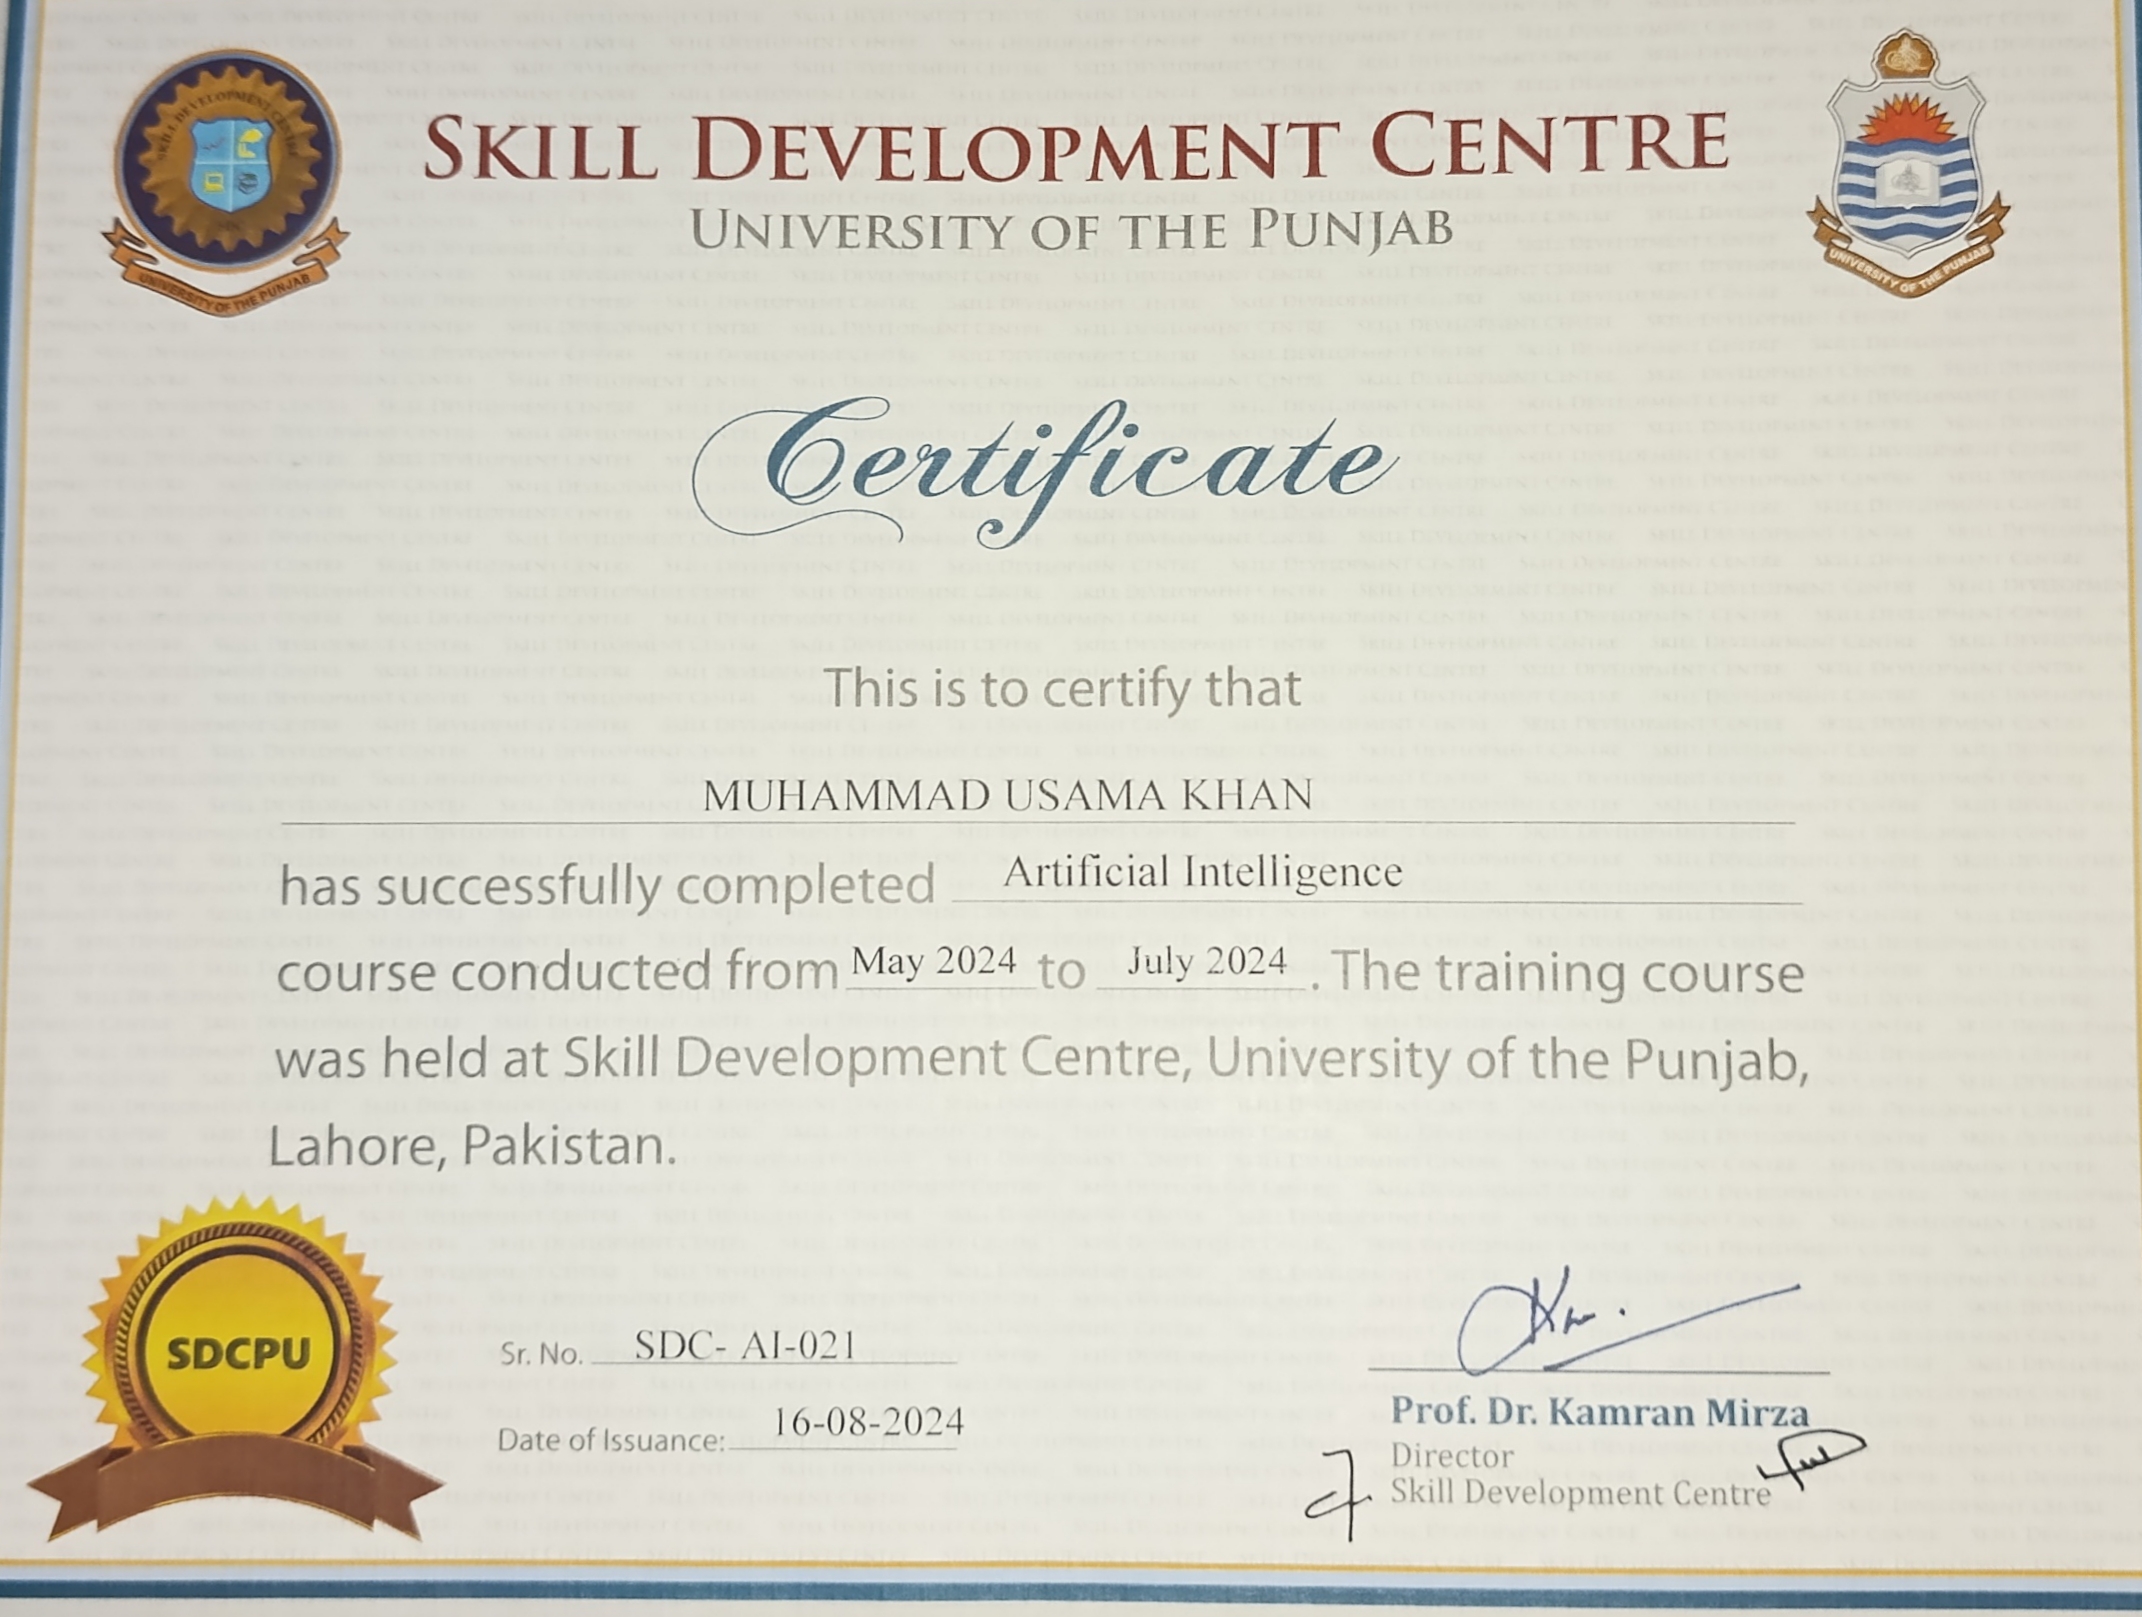 SKILL DEVELOPMENT CENTRE
UNIVERSITY OF THE PUNJAB
SKILL DEVELOPMENT CENTRE
UNIVERSITY OF THE PUNJAB
UNIVERSITY OF THE PUNJAB
Certificate
This is to certify that
MUHAMMAD USAMA KHAN
has successfully completed Artificial Intelligence
course conducted from May 2024 to July 2024. The training course
was held at Skill Development Centre, University of the Punjab,
Lahore, Pakistan.
SDCPU
Sr. No. SDC- AI-021
Date of Issuance: 16-08-2024
Prof. Dr. Kamran Mirza
Director
Skill Development Centre